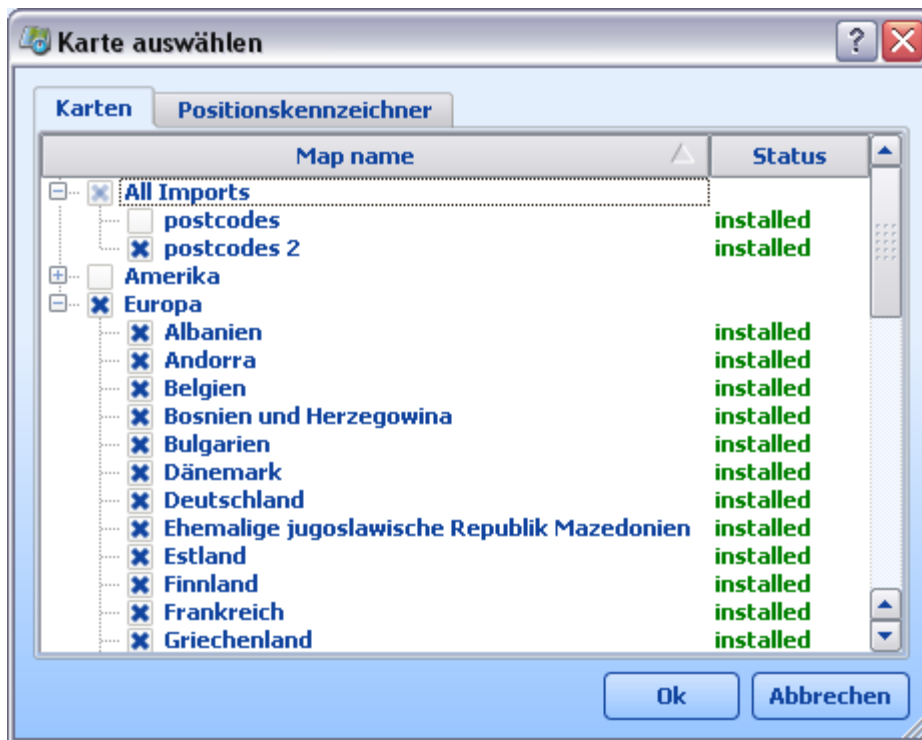 Karte auswählen
Karten Positionskennzeichner
Map name Status
All Imports
postcodes installed
postcodes 2 installed
Amerika
Europa
Albanien installed
Andorra installed
Belgien installed
Bosnien und Herzegowina installed
Bulgarien installed
Dänemark installed
Deutschland installed
Ehemalige jugoslawische Republik Mazedonien installed
Estland installed
Finnland installed
Frankreich installed
Griechenland installed
Ok Abbrechen